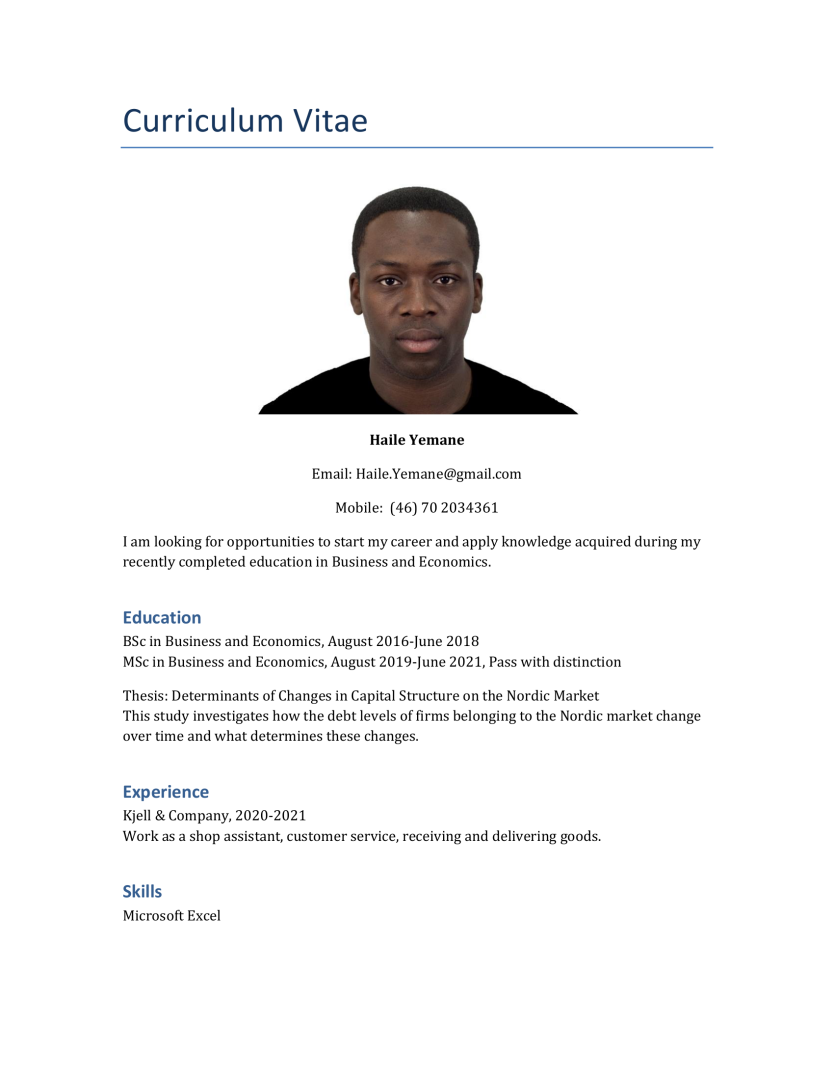 Curriculum Vitae
Haile Yemane
Email: Haile.Yemane@gmail.com
Mobile:  (46) 70 2034361
I am looking for opportunities to start my career and apply knowledge acquired during my
recently completed education in Business and Economics.
Education
BSc in Business and Economics, August 2016-June 2018
MSc in Business and Economics, August 2019-June 2021, Pass with distinction
Thesis: Determinants of Changes in Capital Structure on the Nordic Market
This study investigates how the debt levels of firms belonging to the Nordic market change
over time and what determines these changes.
Experience
Kjell & Company, 2020-2021
Work as a shop assistant, customer service, receiving and delivering goods.
Skills
Microsoft Excel